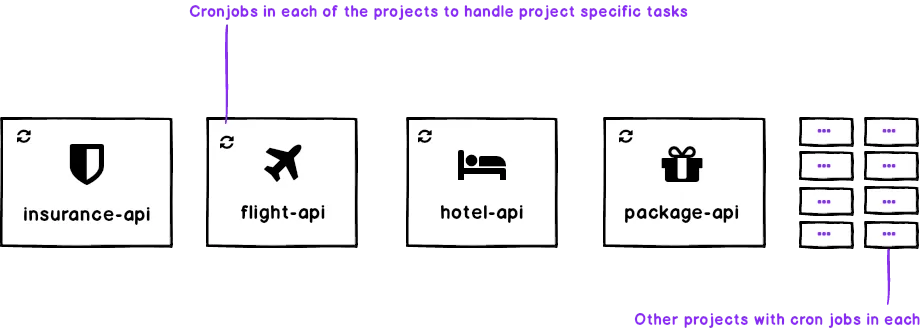 Cronjobs in each of the projects to handle project specific tasks
insurance-api
flight-api
hotel-api
package-api
... ...
... ...
... ...
... ...
Other projects with cron jobs in each